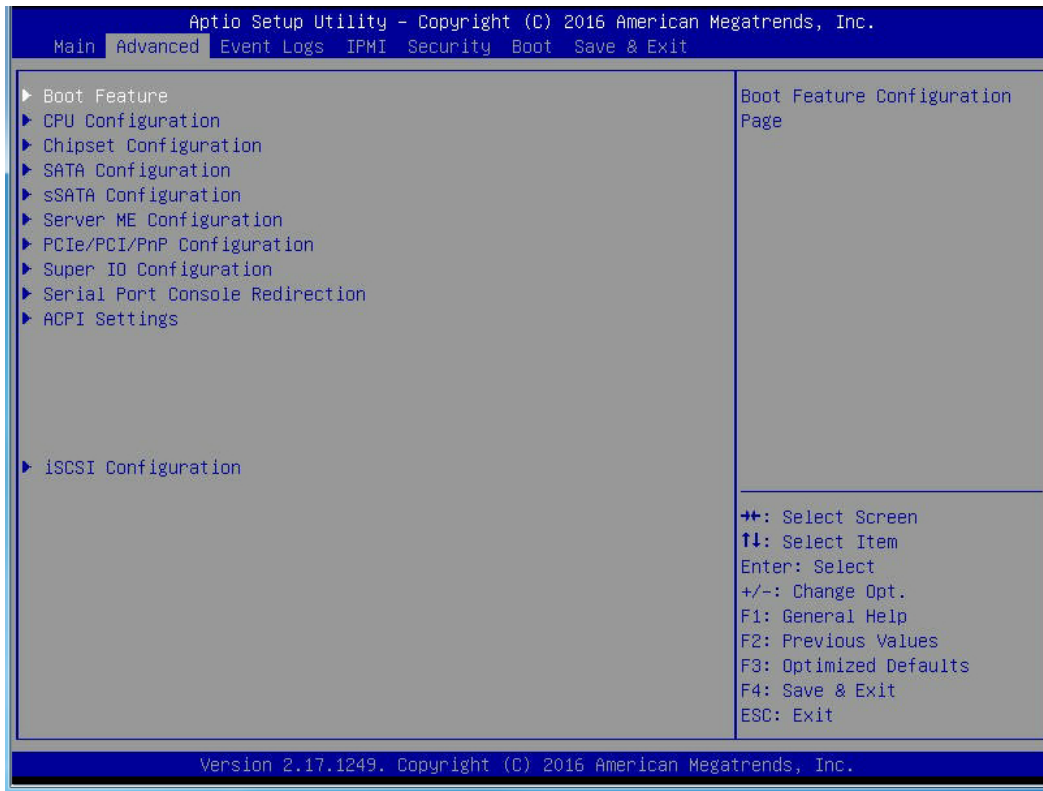 Aptio Setup Utility – Copyright (C) 2016 American Megatrends, Inc.
Main Advanced Event Logs IPMI Security Boot Save & Exit
▶ Boot Feature
▶ CPU Configuration
▶ Chipset Configuration
▶ SATA Configuration
▶ sSATA Configuration
▶ Server ME Configuration
▶ PCIe/PCI/PnP Configuration
▶ Super IO Configuration
▶ Serial Port Console Redirection
▶ ACPI Settings
▶ iSCSI Configuration
Boot Feature Configuration
Page
→←: Select Screen
↑↓: Select Item
Enter: Select
+/-: Change Opt.
F1: General Help
F2: Previous Values
F3: Optimized Defaults
F4: Save & Exit
ESC: Exit
Version 2.17.1249. Copyright (C) 2016 American Megatrends, Inc.